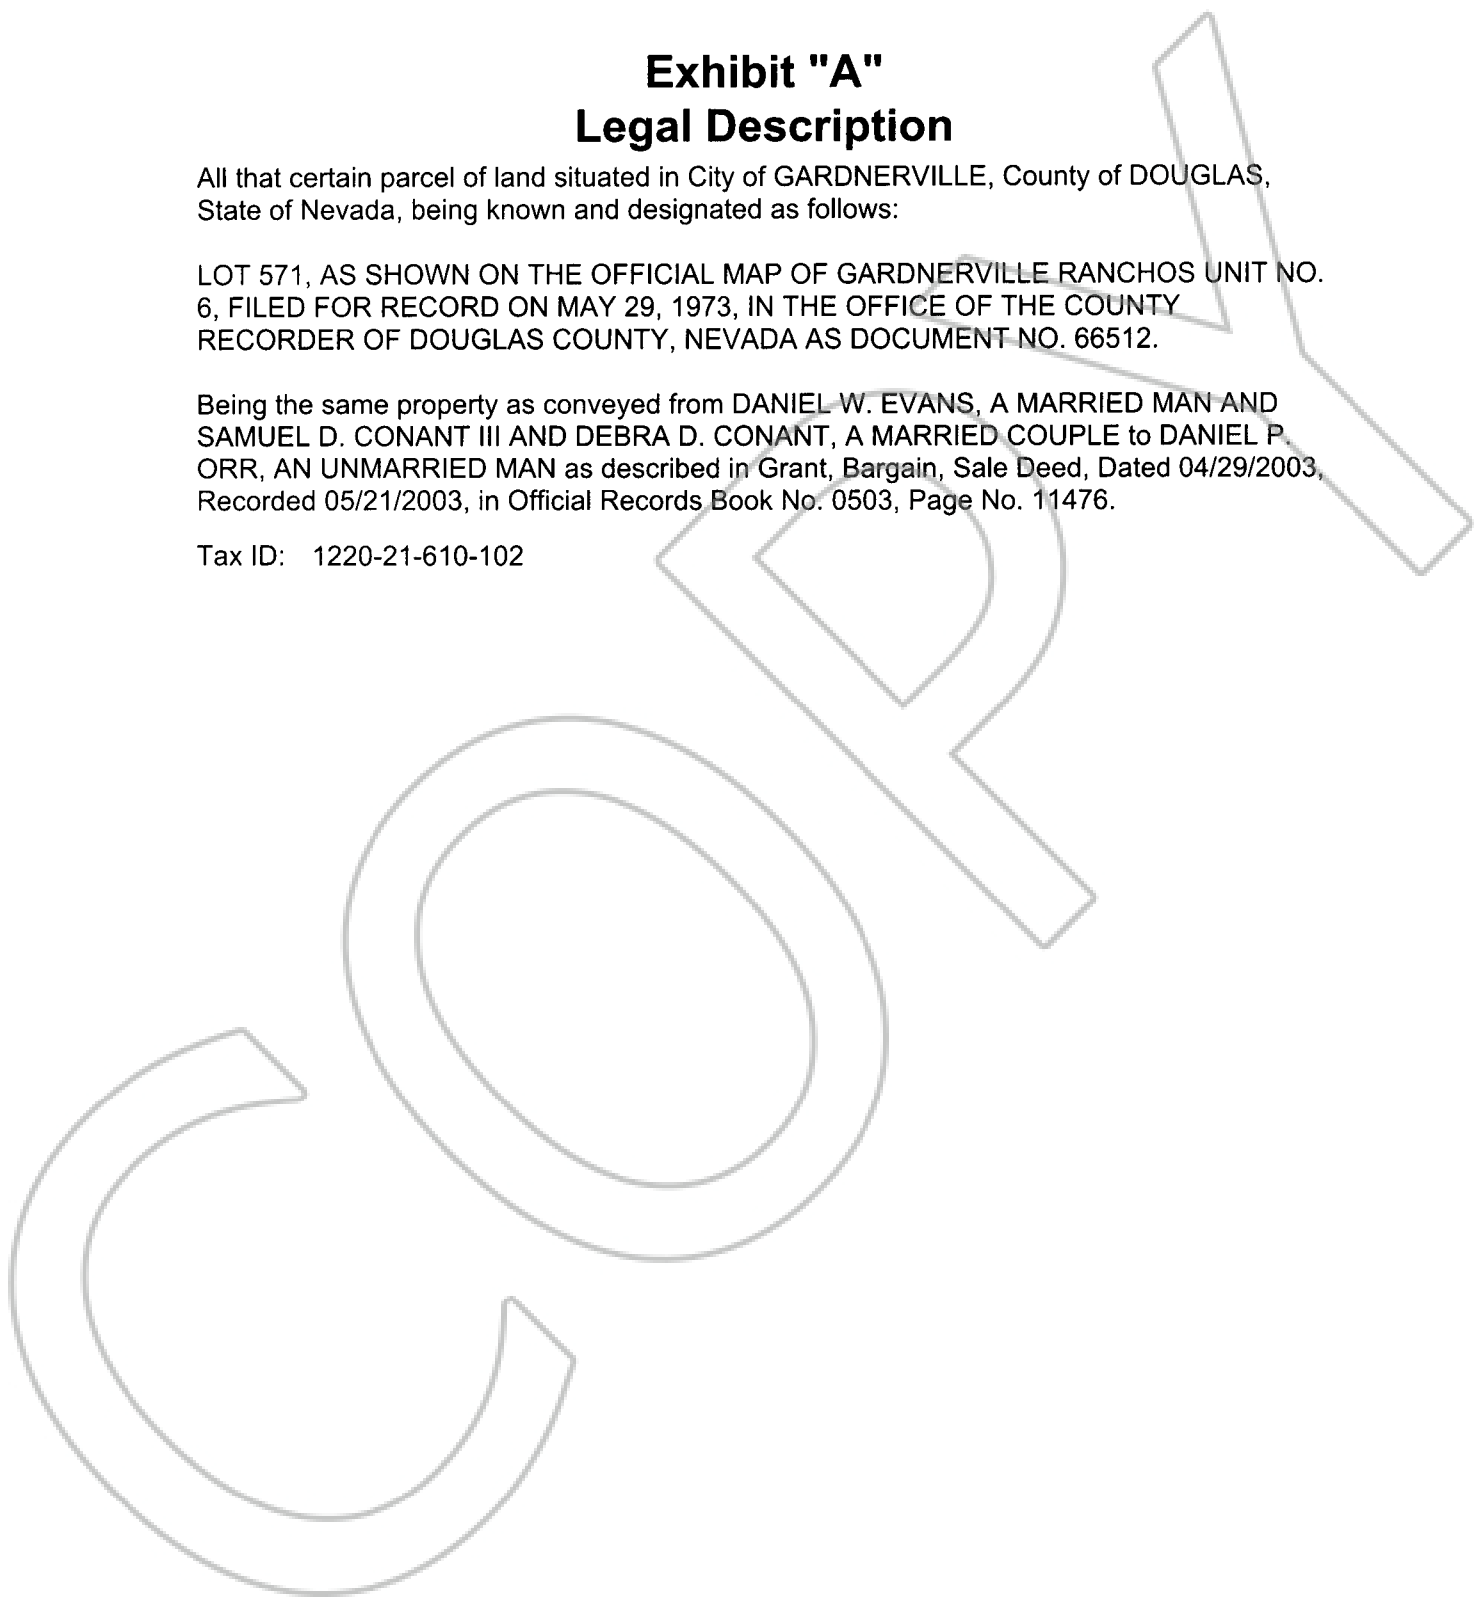 Exhibit "A"
Legal Description
All that certain parcel of land situated in City of GARDNERVILLE, County of DOUGLAS,
State of Nevada, being known and designated as follows:
LOT 571, AS SHOWN ON THE OFFICIAL MAP OF GARDNERVILLE RANCHOS UNIT NO.
6, FILED FOR RECORD ON MAY 29, 1973, IN THE OFFICE OF THE COUNTY
RECORDER OF DOUGLAS COUNTY, NEVADA AS DOCUMENT NO. 66512.
Being the same property as conveyed from DANIEL W. EVANS, A MARRIED MAN AND
SAMUEL D. CONANT III AND DEBRA D. CONANT, A MARRIED COUPLE to DANIEL P.
ORR, AN UNMARRIED MAN as described in Grant, Bargain, Sale Deed, Dated 04/29/2003,
Recorded 05/21/2003, in Official Records Book No. 0503, Page No. 11476.
Tax ID: 1220-21-610-102
COPY